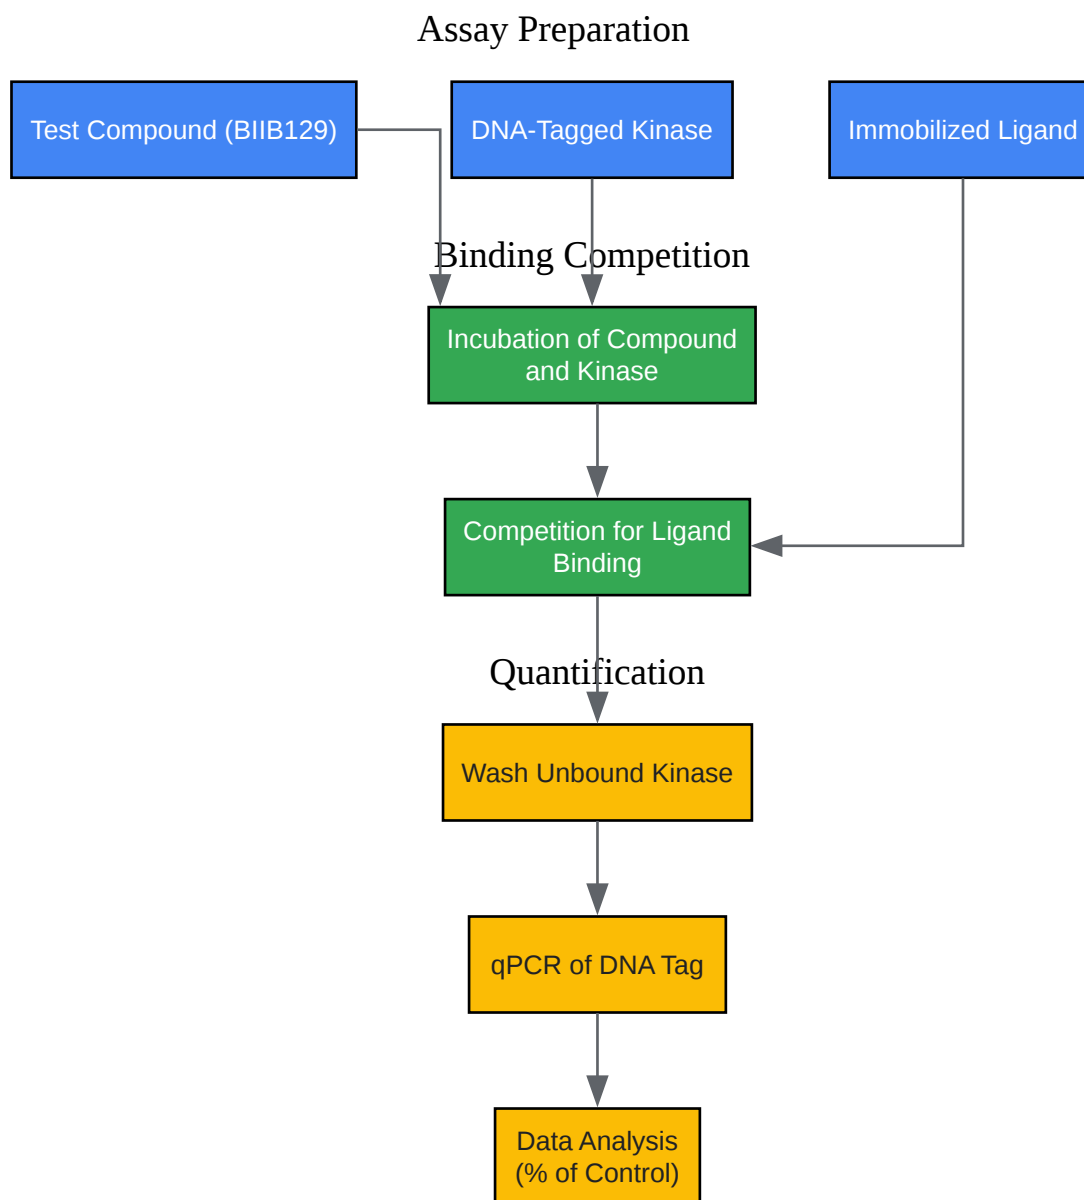 Assay Preparation
Test Compound (BIIB129)
DNA-Tagged Kinase
Immobilized Ligand
Binding Competition
Incubation of Compound
and Kinase
Competition for Ligand
Binding
Quantification
Wash Unbound Kinase
qPCR of DNA Tag
Data Analysis
(% of Control)